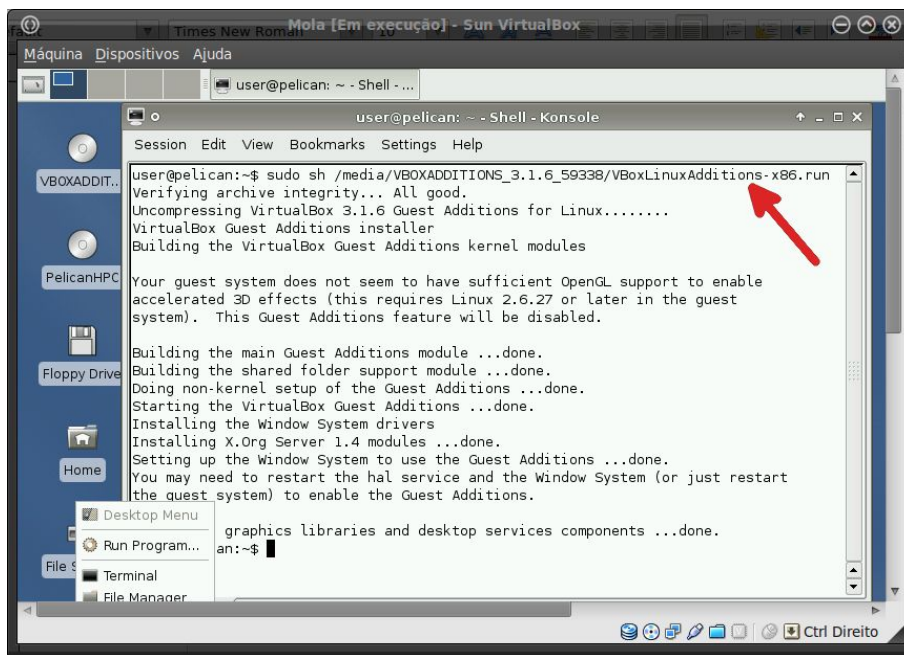 Mola [Em execução] - Sun VirtualBox
Times New Roman
Máquina Dispositivos Ajuda
user@pelican: ~ - Shell - ...
user@pelican: ~ - Shell - Konsole
Session Edit View Bookmarks Settings Help
VBOXADDIT..
PelicanHPC
Floppy Drive
Home
File S
user@pelican:~$ sudo sh /media/VBOXADDITIONS_3.1.6_59338/VBoxLinuxAdditions-x86.run
Verifying archive integrity... All good.
Uncompressing VirtualBox 3.1.6 Guest Additions for Linux........
VirtualBox Guest Additions installer
Building the VirtualBox Guest Additions kernel modules
Your guest system does not seem to have sufficient OpenGL support to enable
accelerated 3D effects (this requires Linux 2.6.27 or later in the guest
system). This Guest Additions feature will be disabled.
Building the main Guest Additions module ...done.
Building the shared folder support module ...done.
Doing non-kernel setup of the Guest Additions ...done.
Starting the VirtualBox Guest Additions ...done.
Installing the Window System drivers
Installing X.Org Server 1.4 modules ...done.
Setting up the Window System to use the Guest Additions ...done.
You may need to restart the hal service and the Window System (or just restart
the guest system) to enable the Guest Additions.
graphics libraries and desktop services components ...done.
an:~$
Desktop Menu
Run Program...
Terminal
File Manager
Ctrl Direito